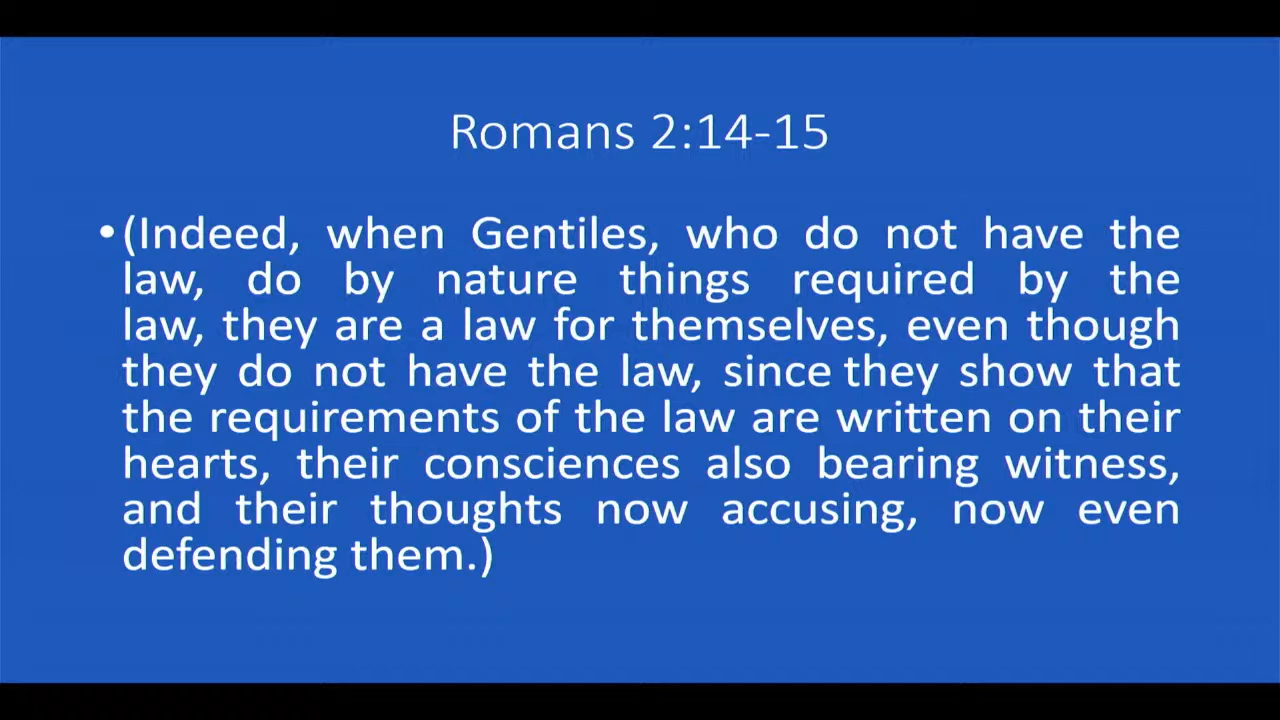 Romans 2:14-15
•(Indeed, when Gentiles, who do not have the
law, do by nature things required by the
law, they are a law for themselves, even though
they do not have the law, since they show that
the requirements of the law are written on their
hearts, their consciences also bearing witness,
and their thoughts now accusing, now even
defending them.)